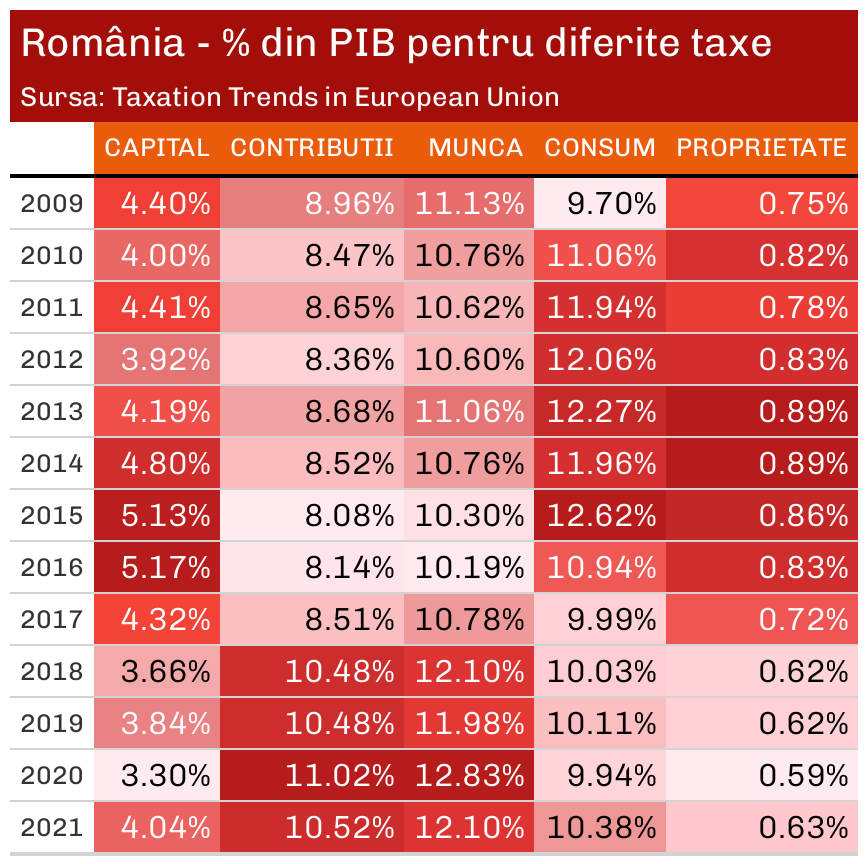 România - % din PIB pentru diferite taxe
Sursa: Taxation Trends in European Union
CAPITAL CONTRIBUTII MUNCA CONSUM PROPRIETATE
2009 4.40% 8.96% 11.13% 9.70% 0.75%
2010 4.00% 8.47% 10.76% 11.06% 0.82%
2011 4.41% 8.65% 10.62% 11.94% 0.78%
2012 3.92% 8.36% 10.60% 12.06% 0.83%
2013 4.19% 8.68% 11.06% 12.27% 0.89%
2014 4.80% 8.52% 10.76% 11.96% 0.89%
2015 5.13% 8.08% 10.30% 12.62% 0.86%
2016 5.17% 8.14% 10.19% 10.94% 0.83%
2017 4.32% 8.51% 10.78% 9.99% 0.72%
2018 3.66% 10.48% 12.10% 10.03% 0.62%
2019 3.84% 10.48% 11.98% 10.11% 0.62%
2020 3.30% 11.02% 12.83% 9.94% 0.59%
2021 4.04% 10.52% 12.10% 10.38% 0.63%